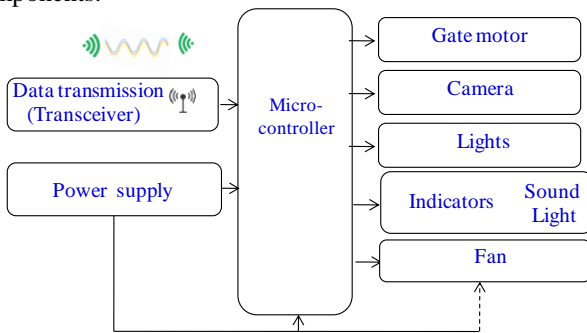 mponents.
Data transmission
(Transceiver)
Power supply
Micro-
controller
Gate motor
Camera
Lights
Indicators Sound
Light
Fan